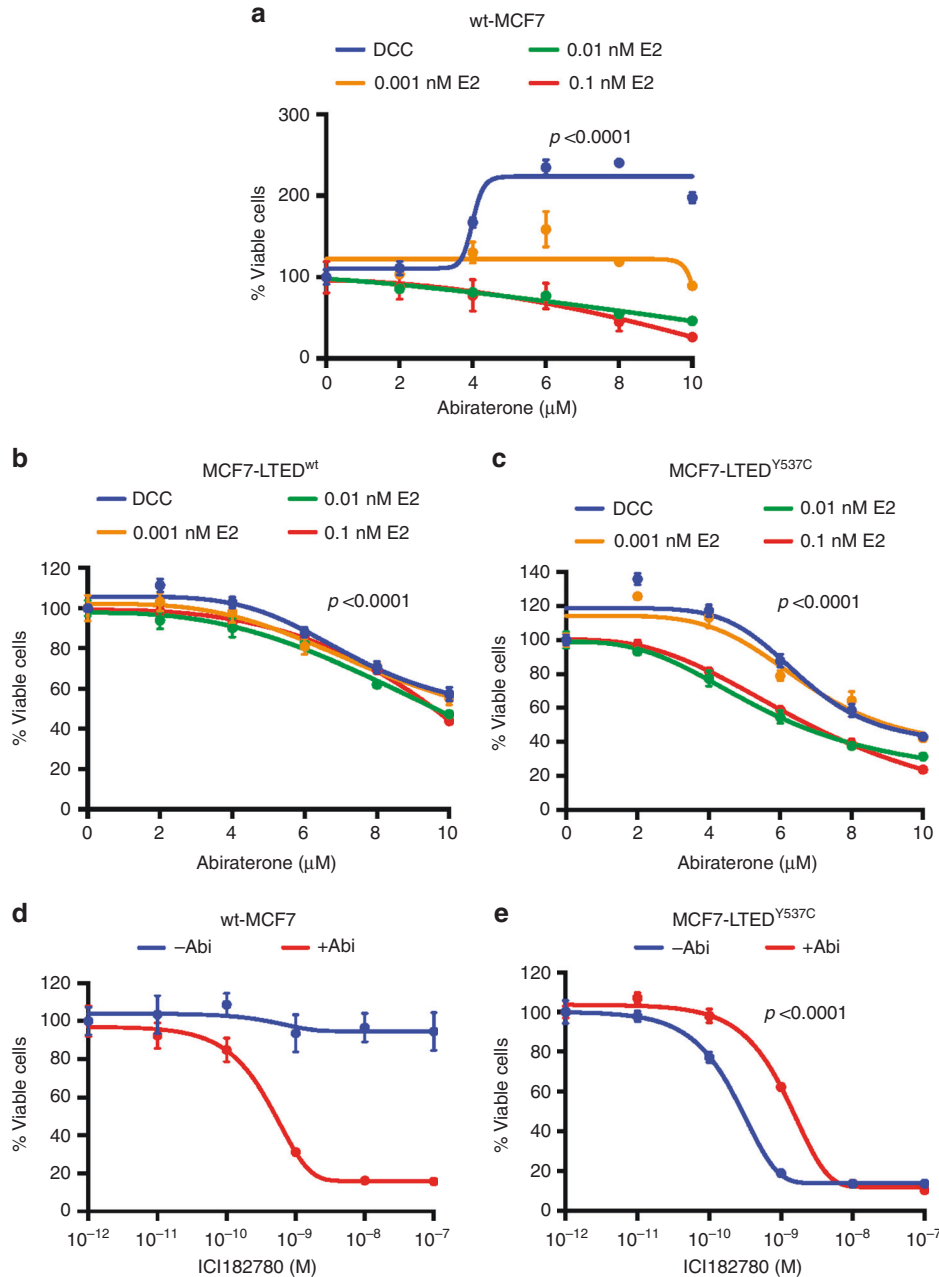 a
wt-MCF7
DCC
0.01 nM E2
0.001 nM E2
0.1 nM E2
300
200
100
0
% Viable cells
p <0.0001
0 2 4 6 8 10
Abiraterone (μM)
b
MCF7-LTEDwt
DCC
0.01 nM E2
0.001 nM E2
0.1 nM E2
120
100
80
60
40
20
0
% Viable cells
p <0.0001
0 2 4 6 8 10
Abiraterone (μM)
c
MCF7-LTEDY537C
DCC
0.01 nM E2
0.001 nM E2
0.1 nM E2
140
120
100
80
60
40
20
0
% Viable cells
p <0.0001
0 2 4 6 8 10
Abiraterone (μM)
d
wt-MCF7
–Abi
+Abi
120
100
80
60
40
20
0
% Viable cells
10–12 10–11 10–10 10–9 10–8 10–7
ICI182780 (M)
e
MCF7-LTEDY537C
–Abi
+Abi
120
100
80
60
40
20
0
% Viable cells
p <0.0001
10–12 10–11 10–10 10–9 10–8 10–7
ICI182780 (M)